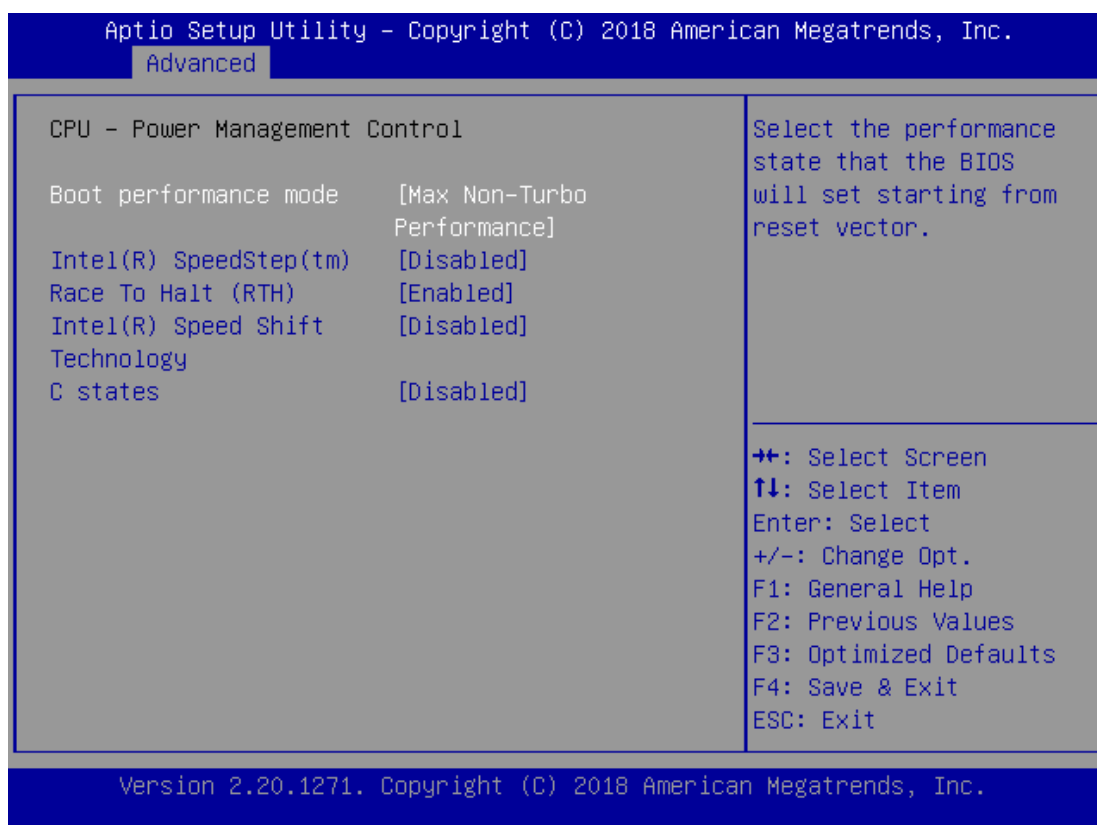 Aptio Setup Utility – Copyright (C) 2018 American Megatrends, Inc.
Advanced
CPU – Power Management Control
Boot performance mode [Max Non-Turbo
Performance]
Intel(R) SpeedStep(tm) [Disabled]
Race To Halt (RTH) [Enabled]
Intel(R) Speed Shift [Disabled]
Technology
C states [Disabled]
Select the performance
state that the BIOS
will set starting from
reset vector.
→←: Select Screen
↑↓: Select Item
Enter: Select
+/-: Change Opt.
F1: General Help
F2: Previous Values
F3: Optimized Defaults
F4: Save & Exit
ESC: Exit
Version 2.20.1271. Copyright (C) 2018 American Megatrends, Inc.